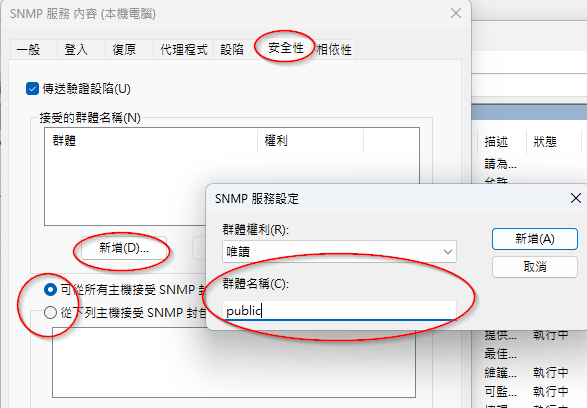 SNMP 服務 內容 (本機電腦)
一般 登入 復原 代理程式 設陷 安全性 相依性
傳送驗證設陷(U)
接受的群體名稱(N)
群體 權利
新增(D)...
可從所有主機接受 SNMP 封
從下列主機接受 SNMP 封包
SNMP 服務設定
群體權利(R):
唯讀
新增(A)
取消
群體名稱(C):
public
描述 狀態
請為...
允許...
提供... 執行中
最佳...
維護... 執行中
可監... 執行中
執行中